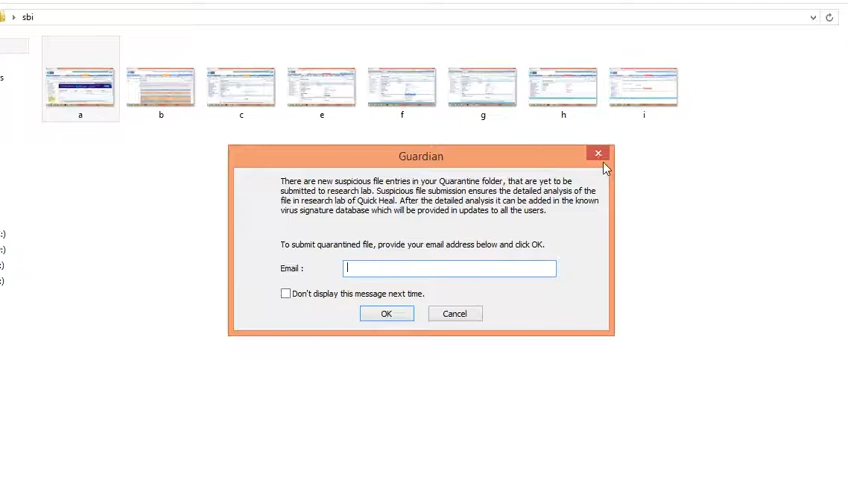 sbi
a
b
c
e
f
g
h
i
s
:)
:)
:)
:)
Guardian
There are new suspicious file entries in your Quarantine folder, that are yet to be
submitted to research lab. Suspicious file submission ensures the detailed analysis of the
file in research lab of Quick Heal. After the detailed analysis it can be added in the known
virus signature database which will be provided in updates to all the users.
To submit quarantined file, provide your email address below and click OK.
Email :
Don't display this message next time.
OK
Cancel